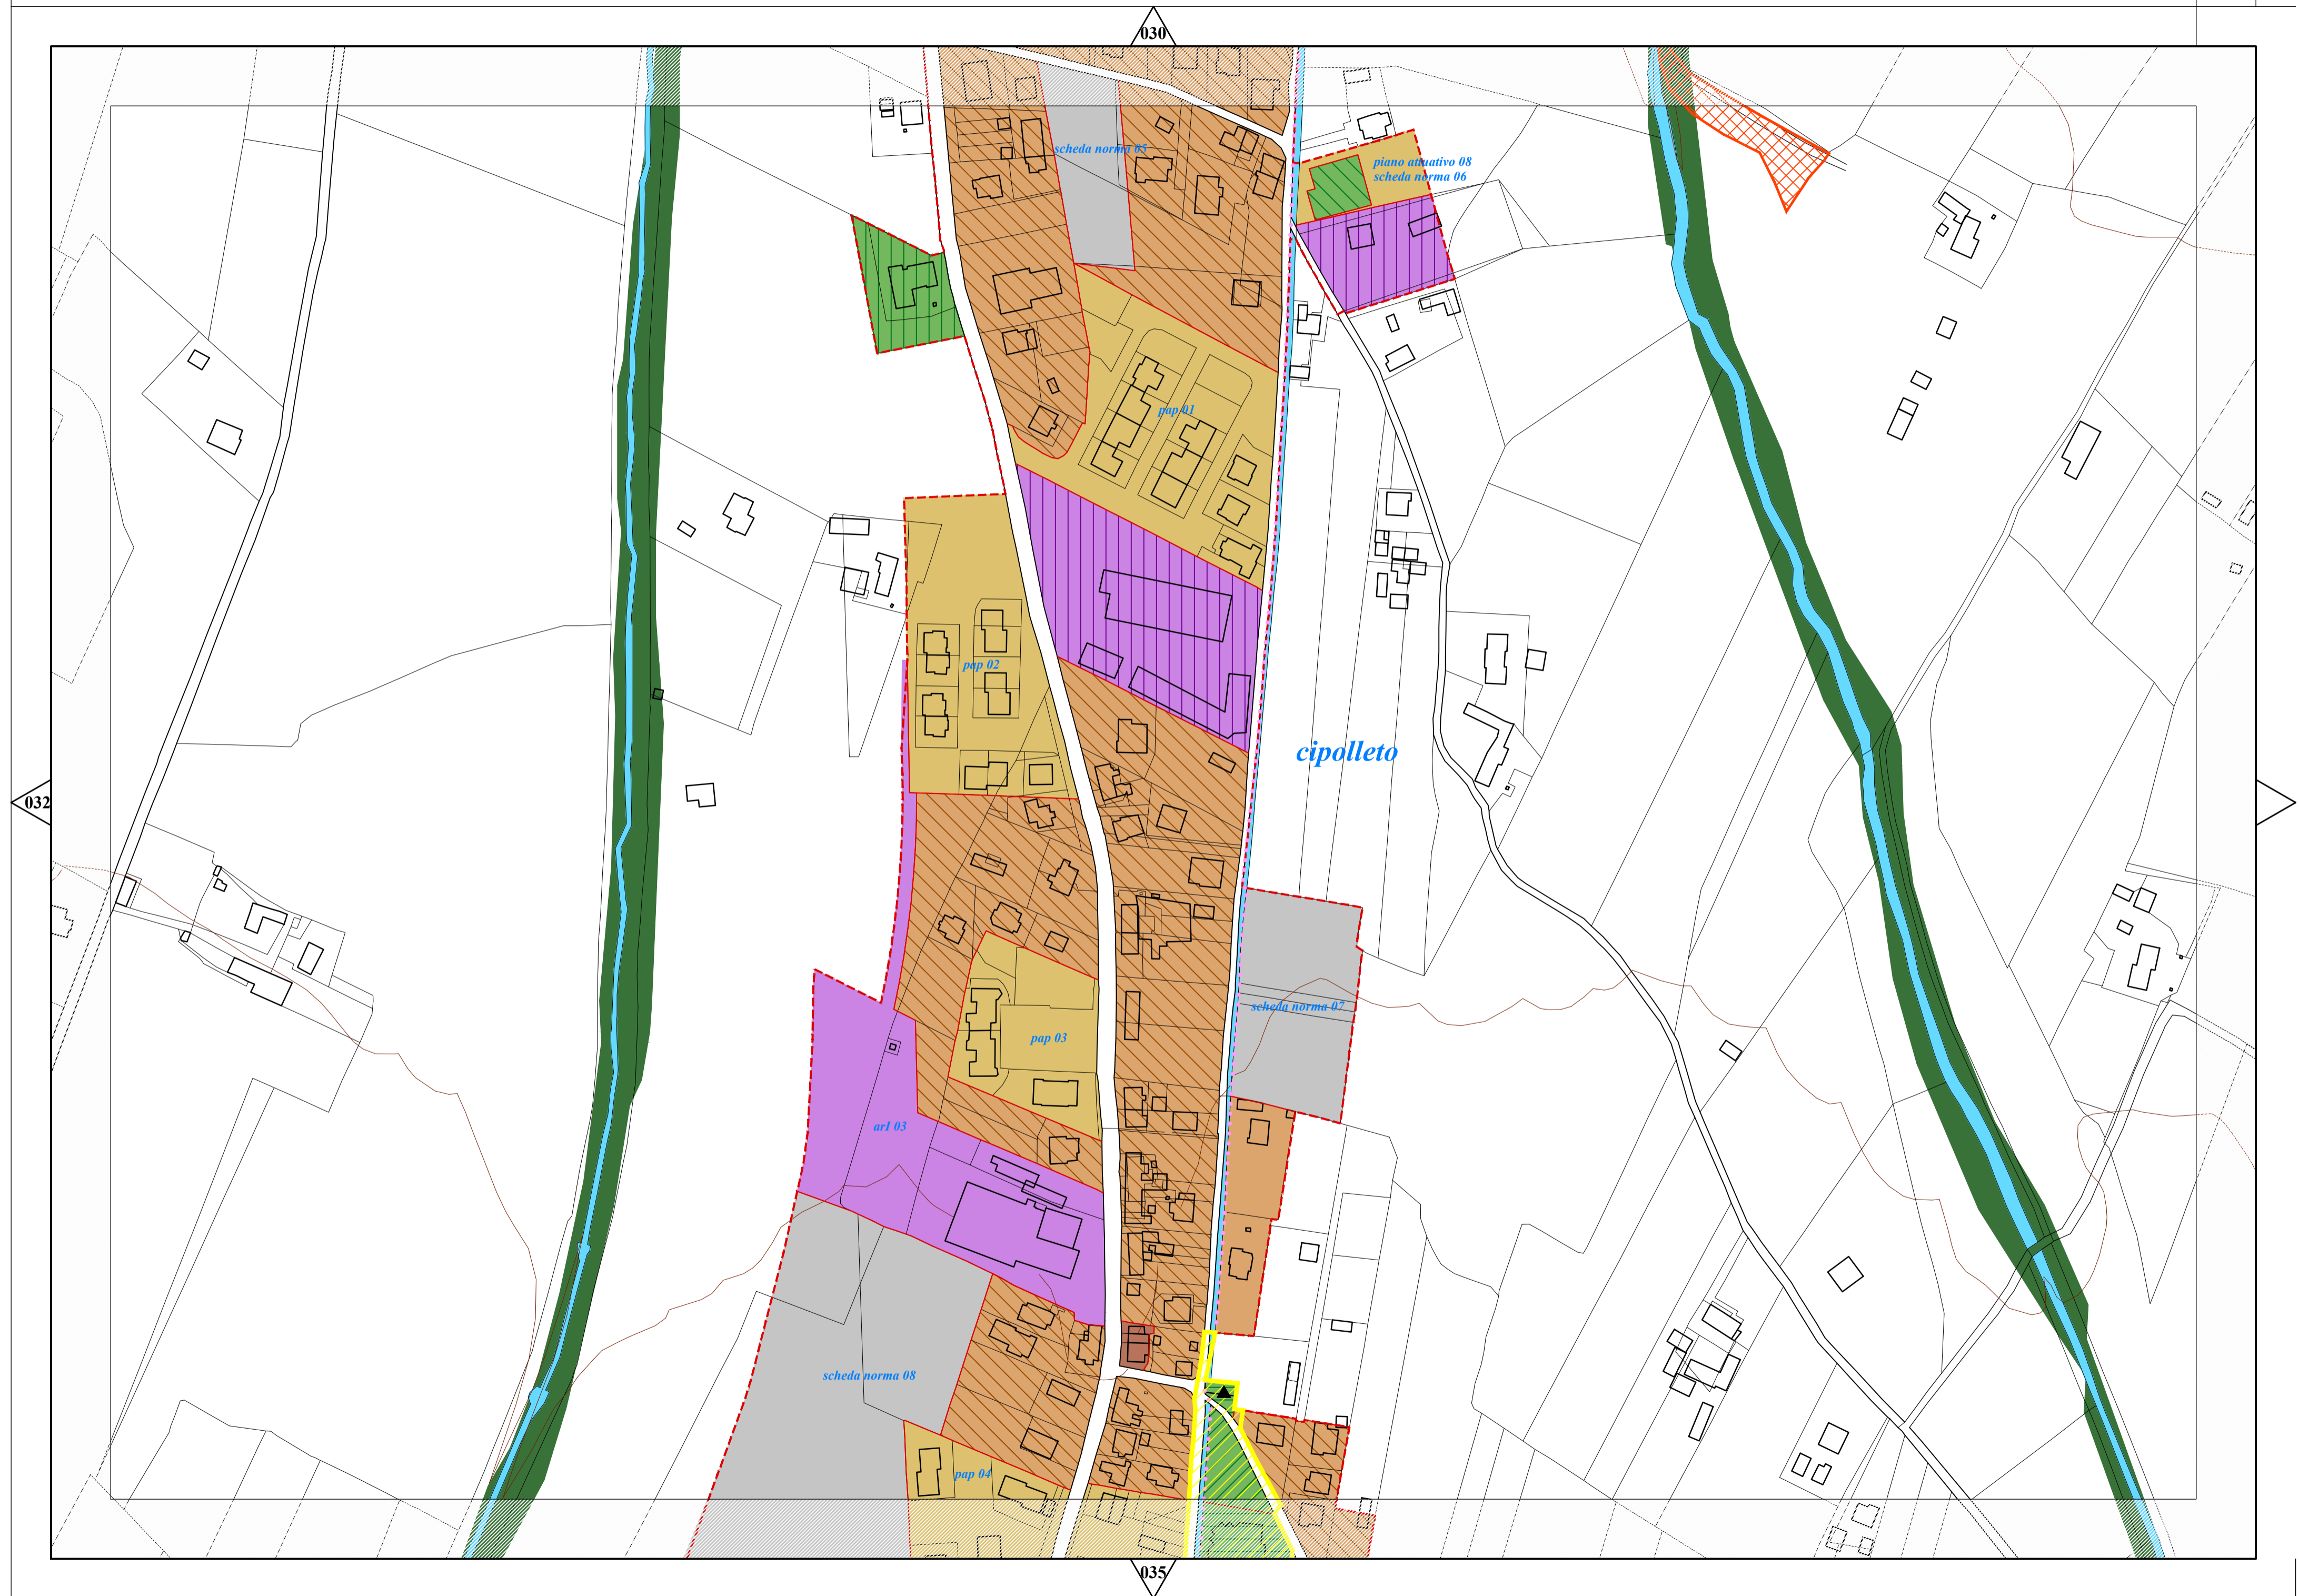 030
scheda norma 05
piano attuativo 08
scheda norma 06
pap 01
pap 02
cipolleto
032
scheda norma 07
pap 03
arI 03
scheda norma 08
pap 04
035